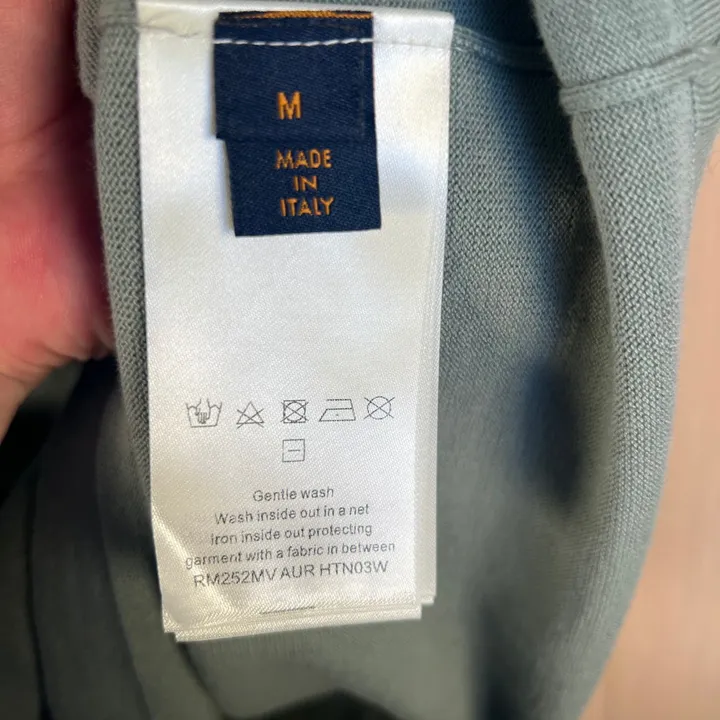 M
MADE
IN
ITALY
Gentle wash
Wash inside out in a net
Iron inside out protecting
garment with a fabric in between
RM252MV AUR HTN03W